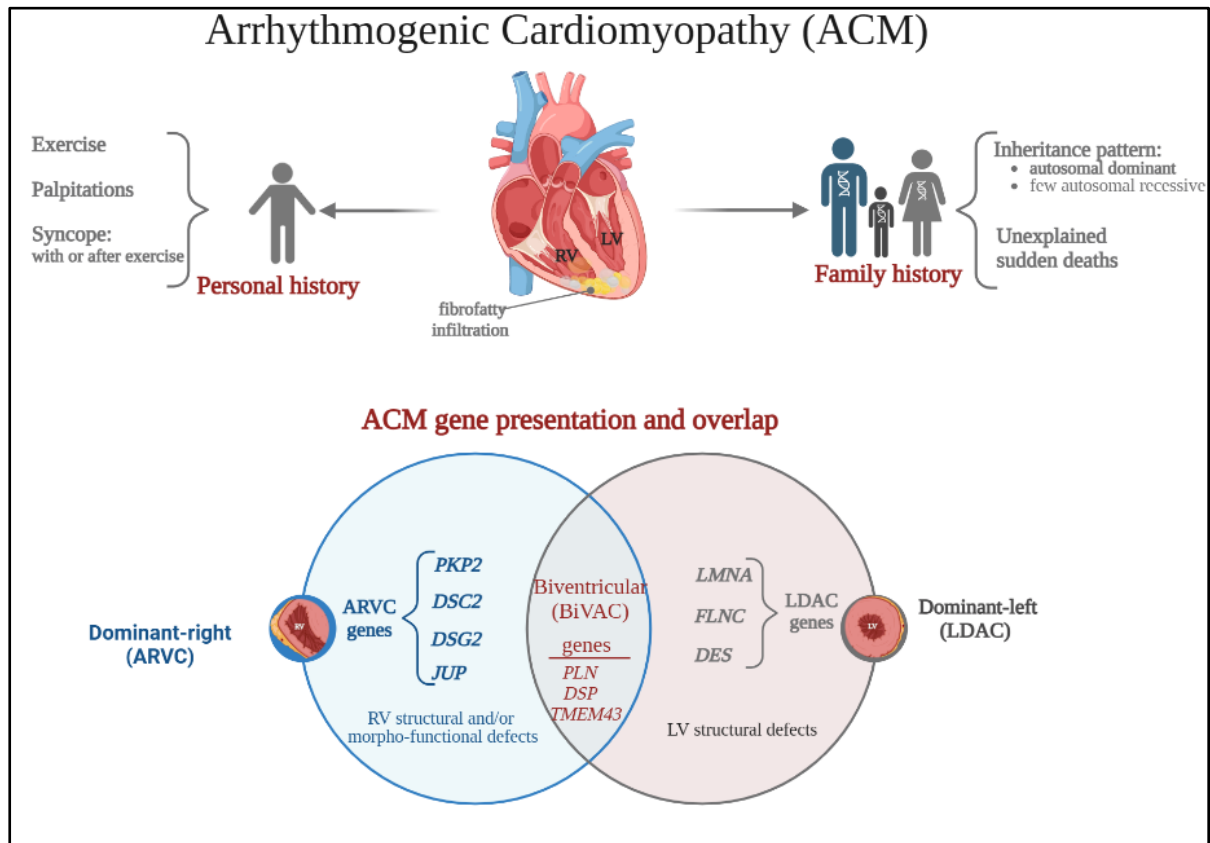 Arrhythmogenic Cardiomyopathy (ACM)
Exercise
Palpitations
Syncope:
with or after exercise
Personal history
RV
LV
fibrofatty
infiltration
Family history
Inheritance pattern:
• autosomal dominant
• few autosomal recessive
Unexplained
sudden deaths
ACM gene presentation and overlap
Dominant-right
(ARVC)
RV
ARVC
genes
PKP2
DSC2
DSG2
JUP
RV structural and/or
morpho-functional defects
Biventricular
(BiVAC)
genes
PLN
DSP
TMEM43
LMNA
FLNC
DES
LDAC
genes
LV structural defects
LV
Dominant-left
(LDAC)